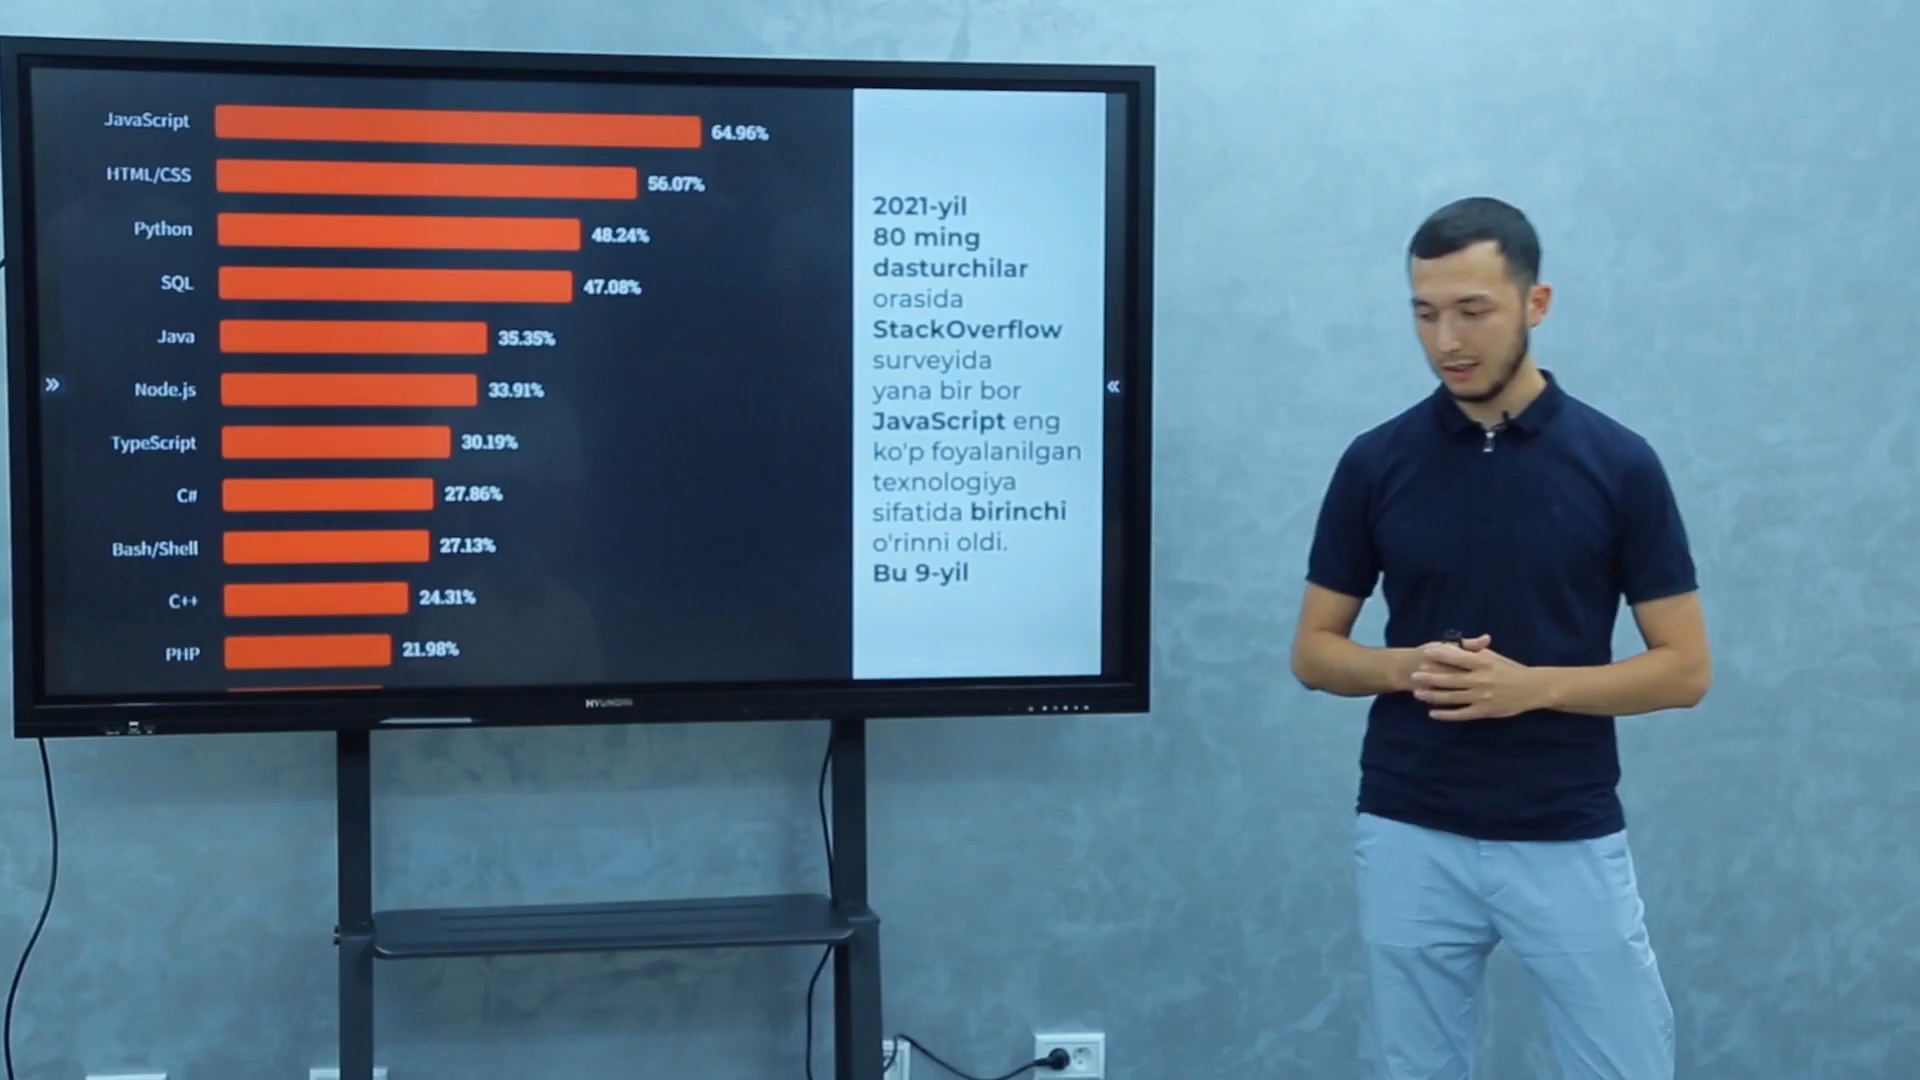 JavaScript 64.96%
HTML/CSS 56.07%
Python 48.24%
SQL 47.08%
Java 35.35%
Node.js 33.91%
TypeScript 30.19%
C# 27.86%
Bash/Shell 27.13%
C++ 24.31%
PHP 21.98%
2021-yil
80 ming
dasturchilar
orasida
StackOverflow
surveyida
yana bir bor
JavaScript eng
ko'p foyalanilgan
texnologiya
sifatida birinchi
o'rinni oldi.
Bu 9-yil
HYUNDAI